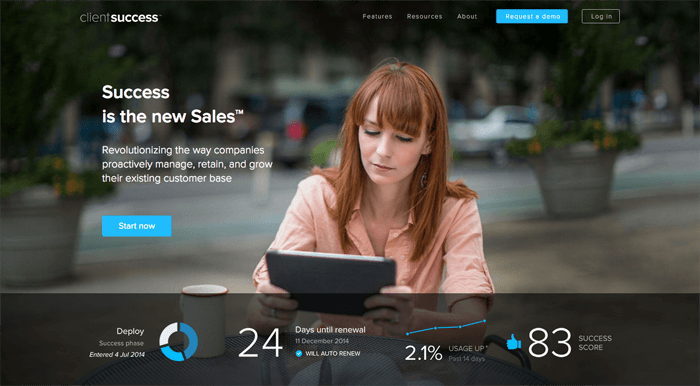 clientsuccess™
Features
Resources
About
Request a demo
Log in
Success
is the new Sales™
Revolutionizing the way companies
proactively manage, retain, and grow
their existing customer base
Start now
Deploy
Success phase
Entered 4 Jul 2014
24
Days until renewal
11 December 2014
WILL AUTO RENEW
2.1%
USAGE UP
Past 14 days
83
SUCCESS
SCORE